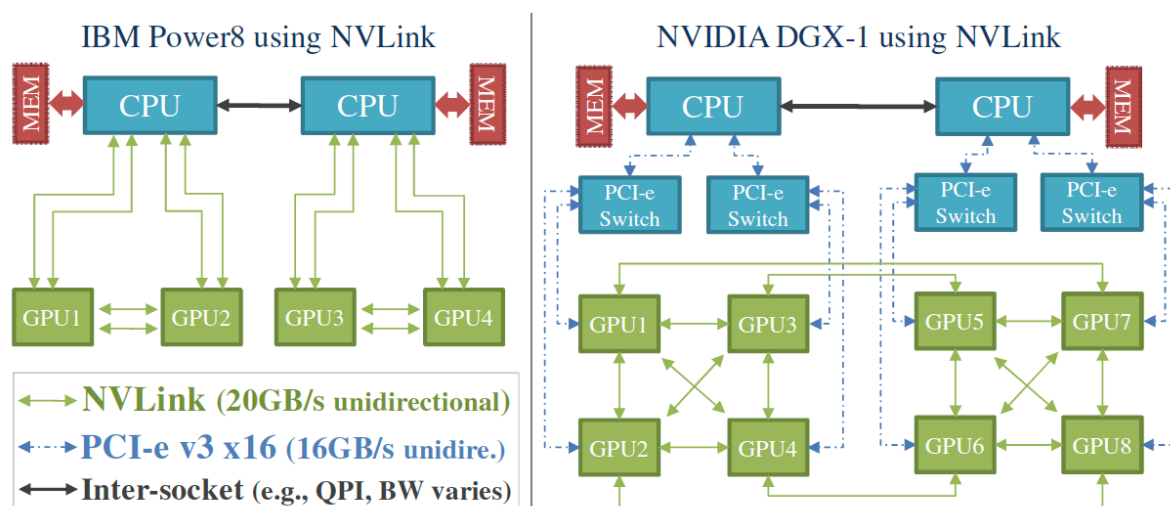 IBM Power8 using NVLink
MEM
CPU
CPU
MEM
GPU1
GPU2
GPU3
GPU4
NVLink (20GB/s unidirectional)
PCI-e v3 x16 (16GB/s unidire.)
Inter-socket (e.g., QPI, BW varies)
NVIDIA DGX-1 using NVLink
MEM
CPU
CPU
MEM
PCI-e
Switch
PCI-e
Switch
PCI-e
Switch
PCI-e
Switch
GPU1
GPU3
GPU5
GPU7
GPU2
GPU4
GPU6
GPU8